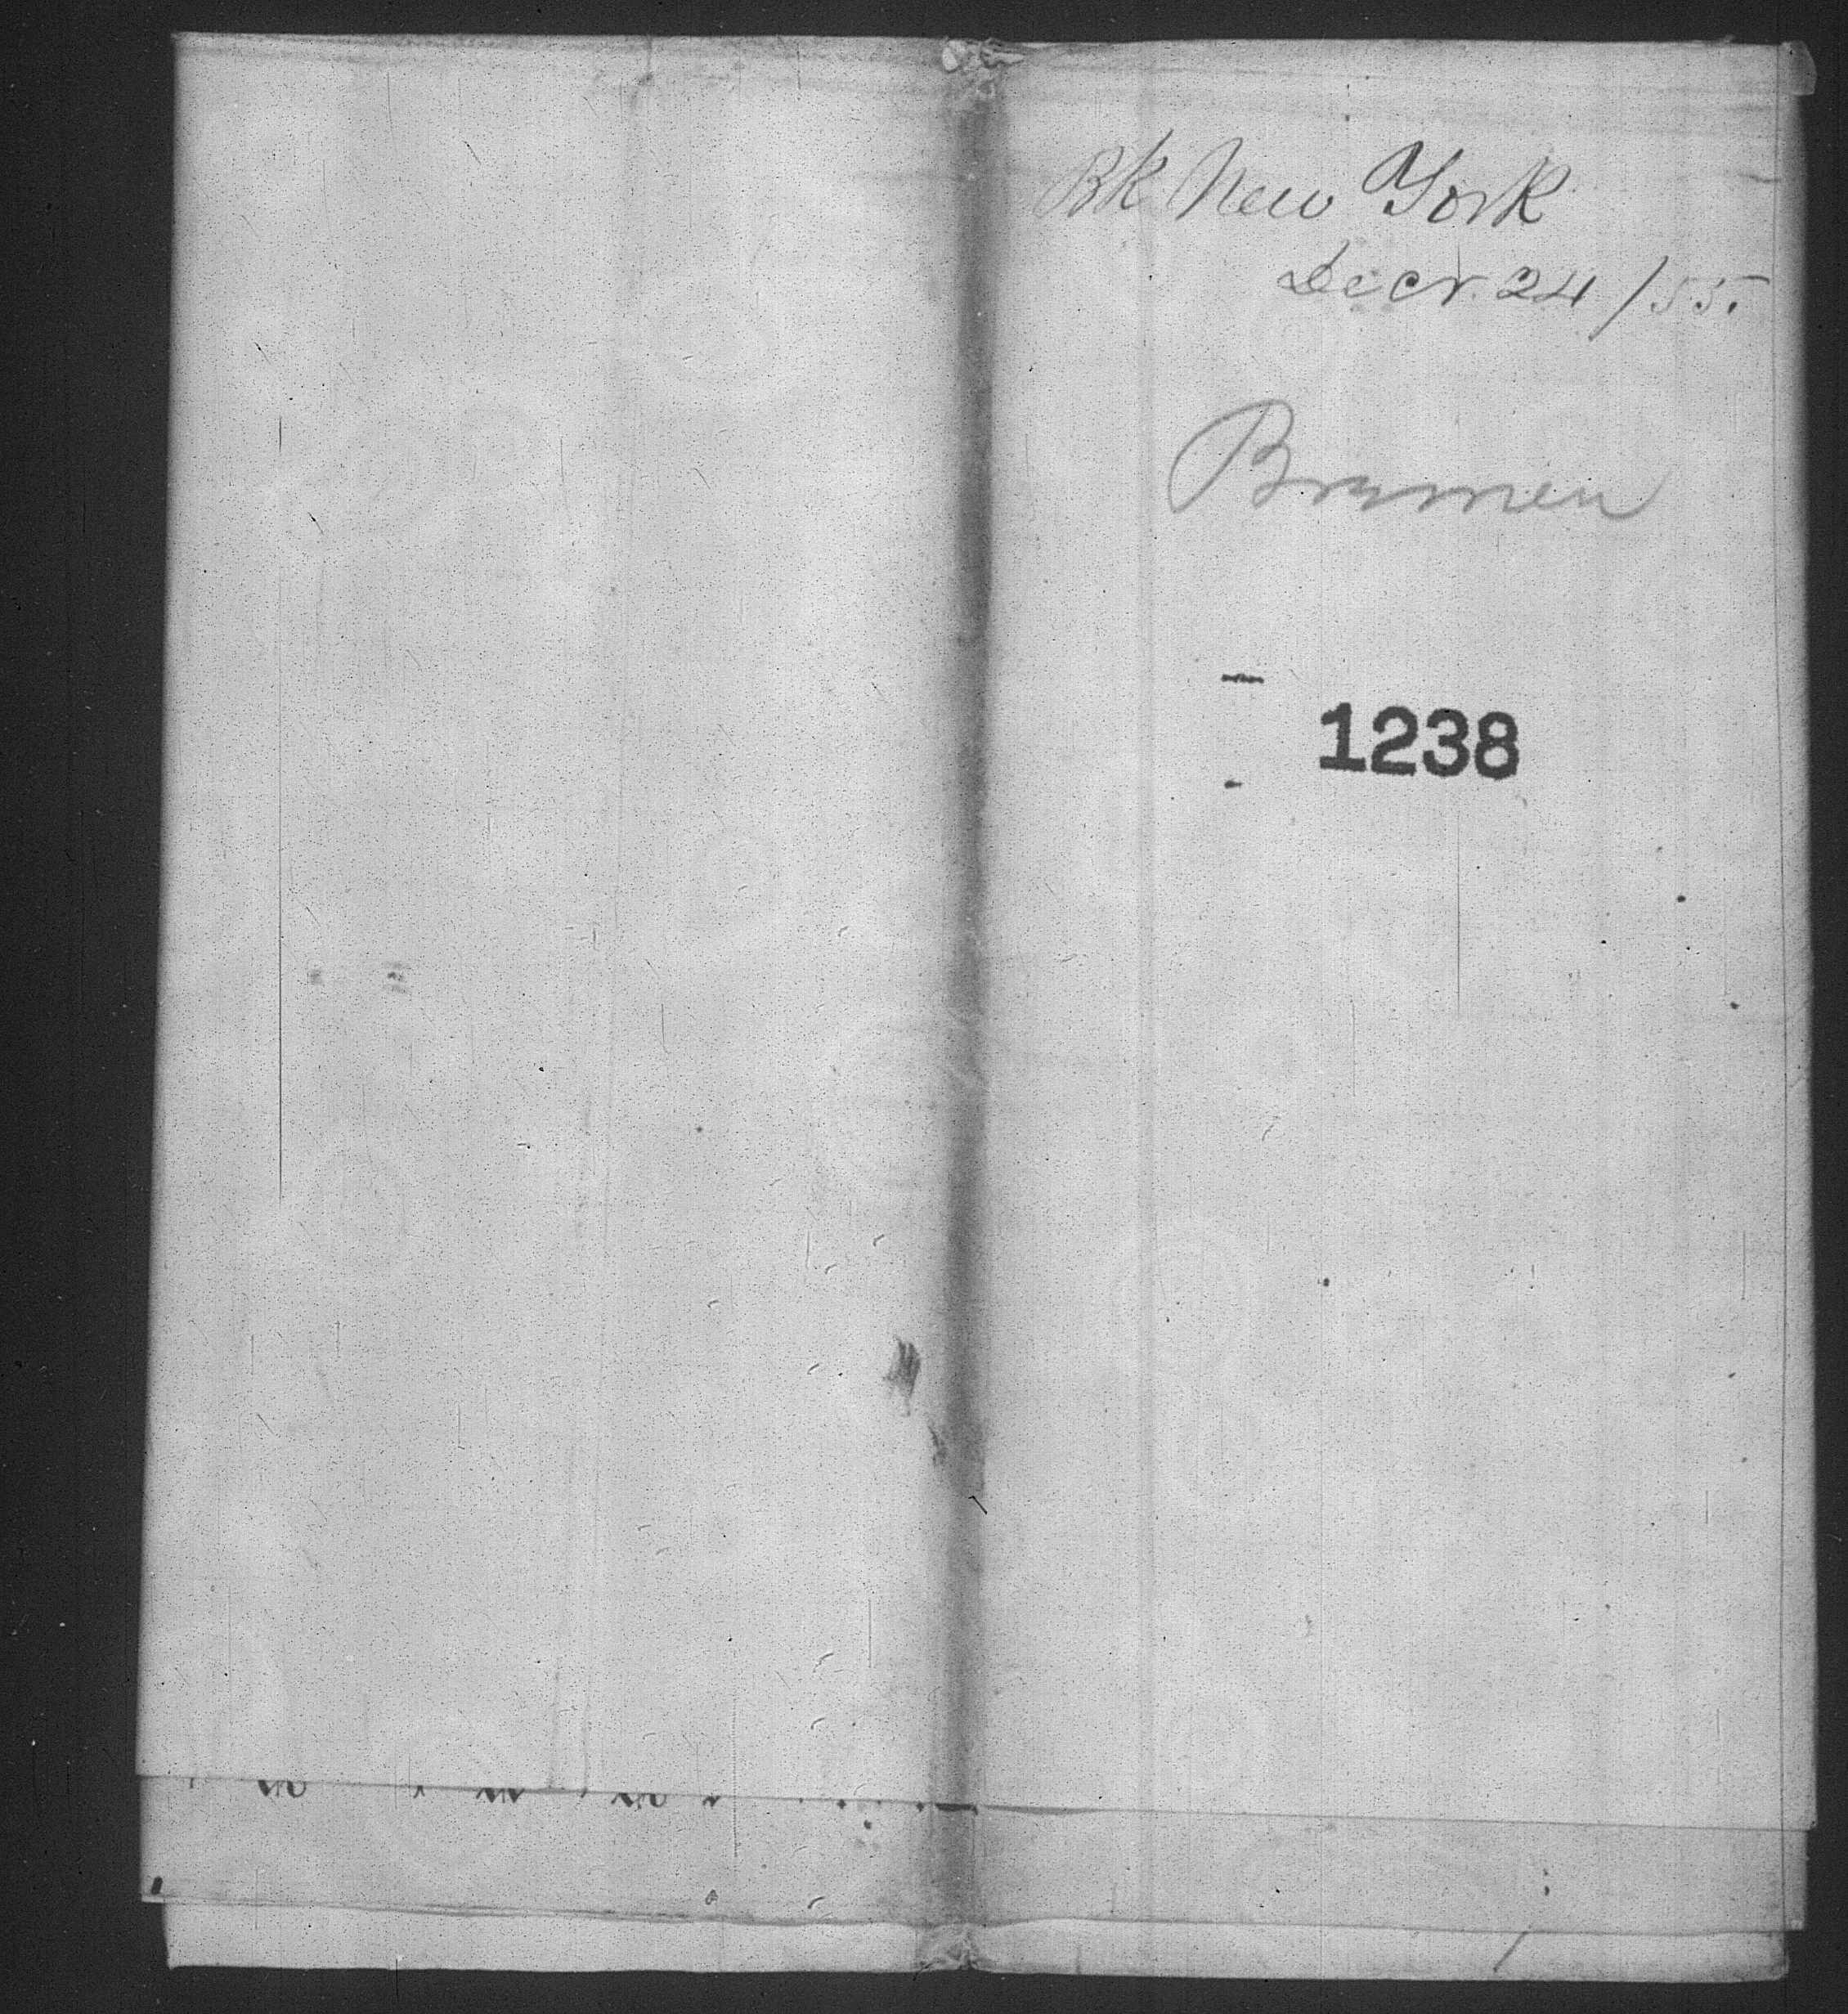 Bk New York
Decr. 24/55.
Bremen
1238